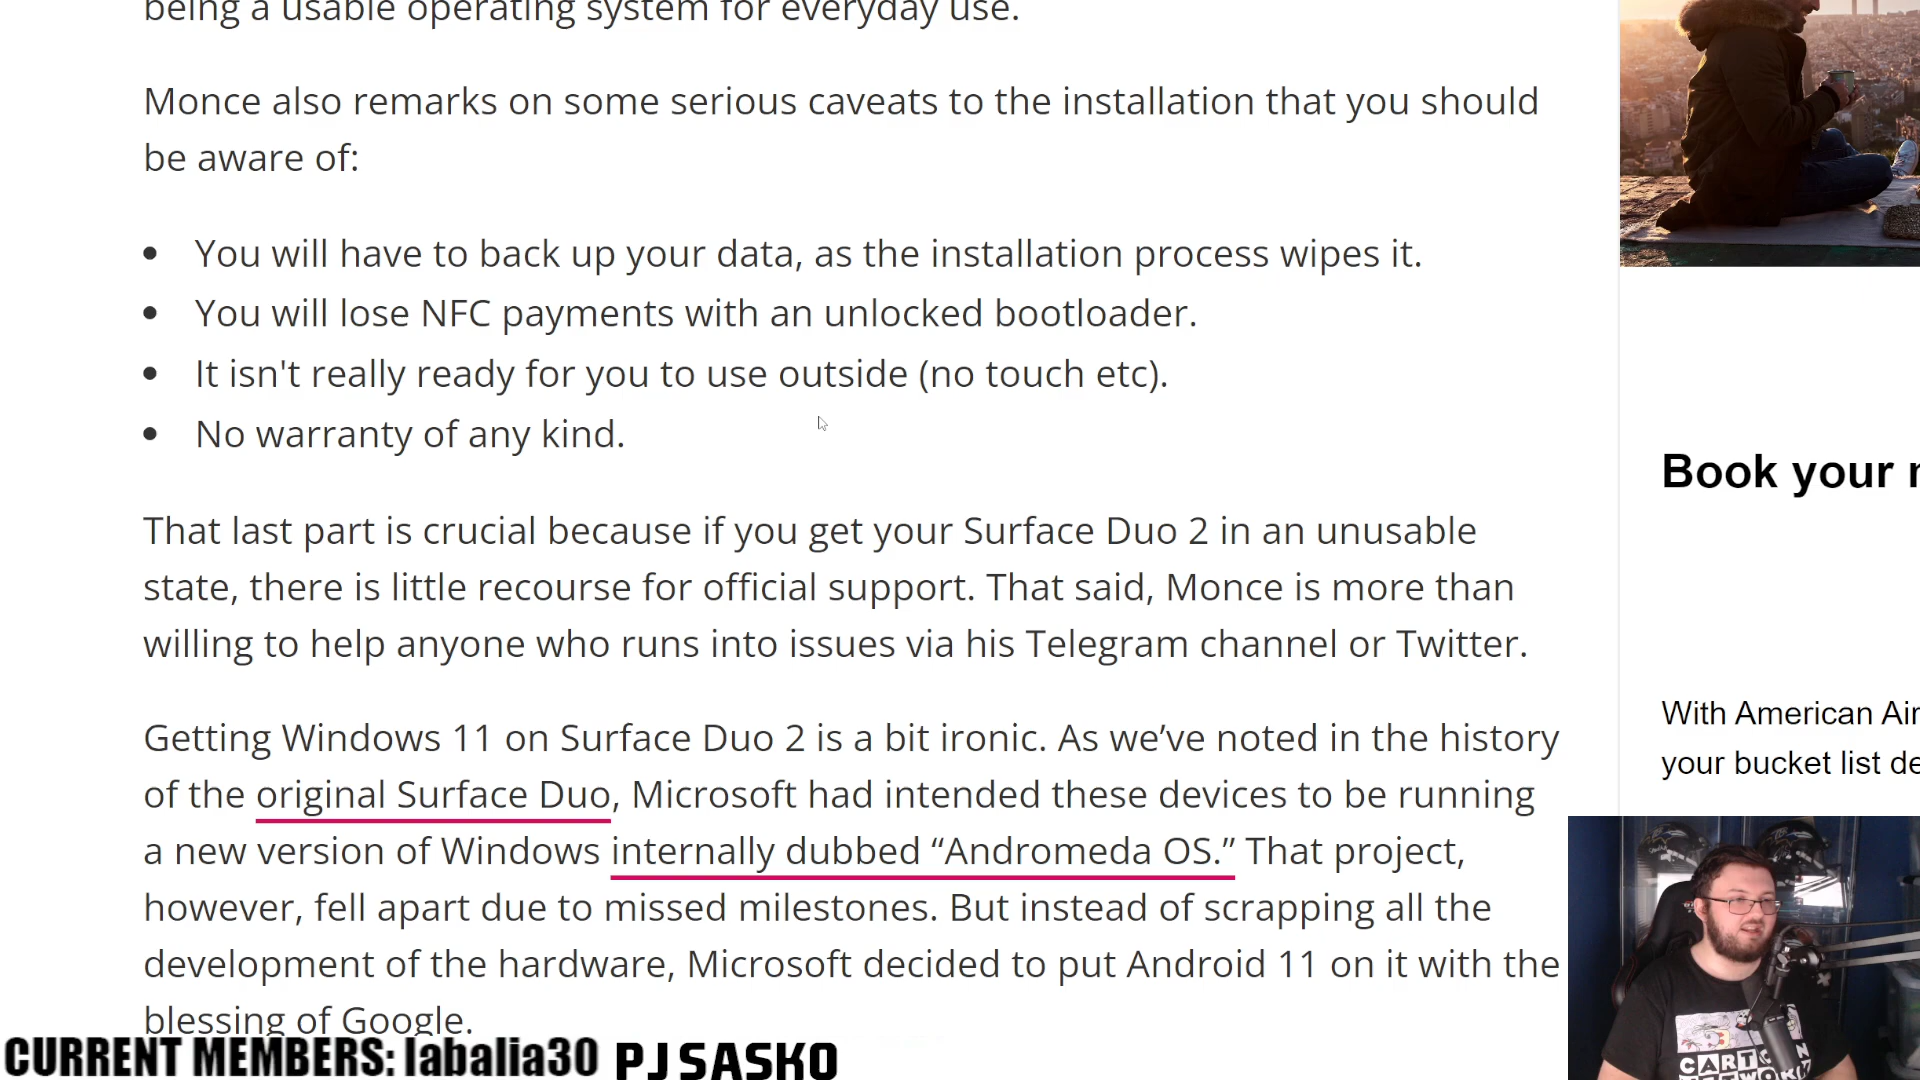 being a usable operating system for everyday use.
Monce also remarks on some serious caveats to the installation that you should
be aware of:
• You will have to back up your data, as the installation process wipes it.
• You will lose NFC payments with an unlocked bootloader.
• It isn't really ready for you to use outside (no touch etc).
• No warranty of any kind.
That last part is crucial because if you get your Surface Duo 2 in an unusable
state, there is little recourse for official support. That said, Monce is more than
willing to help anyone who runs into issues via his Telegram channel or Twitter.
Getting Windows 11 on Surface Duo 2 is a bit ironic. As we’ve noted in the history
of the original Surface Duo, Microsoft had intended these devices to be running
a new version of Windows internally dubbed “Andromeda OS.” That project,
however, fell apart due to missed milestones. But instead of scrapping all the
development of the hardware, Microsoft decided to put Android 11 on it with the
blessing of Google.
Book your
With American Air
your bucket list de
CURRENT MEMBERS: labalia30 PJ SASKO